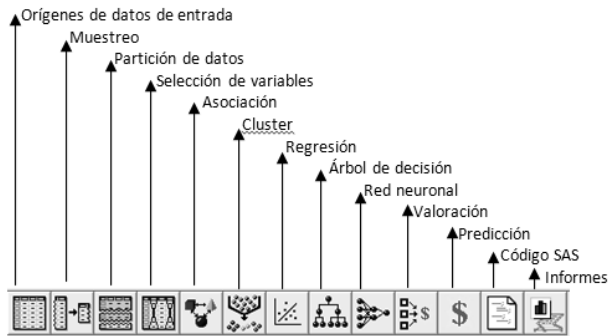 Orígenes de datos de entrada
Muestreo
Partición de datos
Selección de variables
Asociación
Cluster
Regresión
Árbol de decisión
Red neuronal
Valoración
Predicción
Código SAS
Informes
$
$